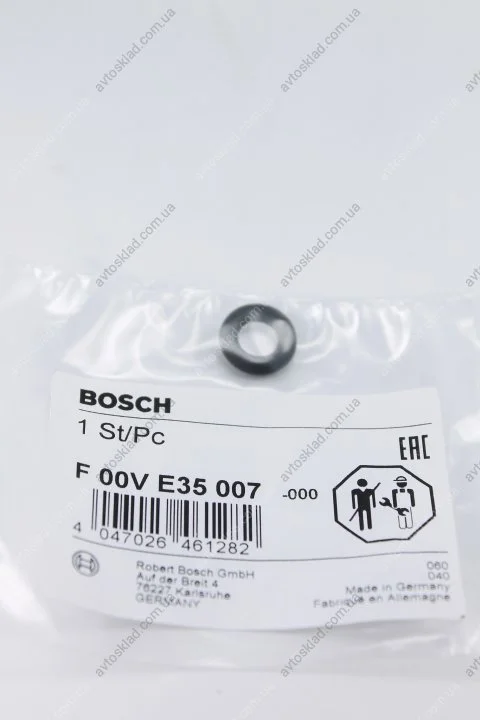 BOSCH
1 St/Pc
EAC
F 00V E35 007 -000
4 047026 461282
Robert Bosch GmbH
Auf der Breit 4
76227 Karlsruhe
GERMANY
060
040
Made in Germany
Fabriqué en Allemagne
avtosklad.com.ua